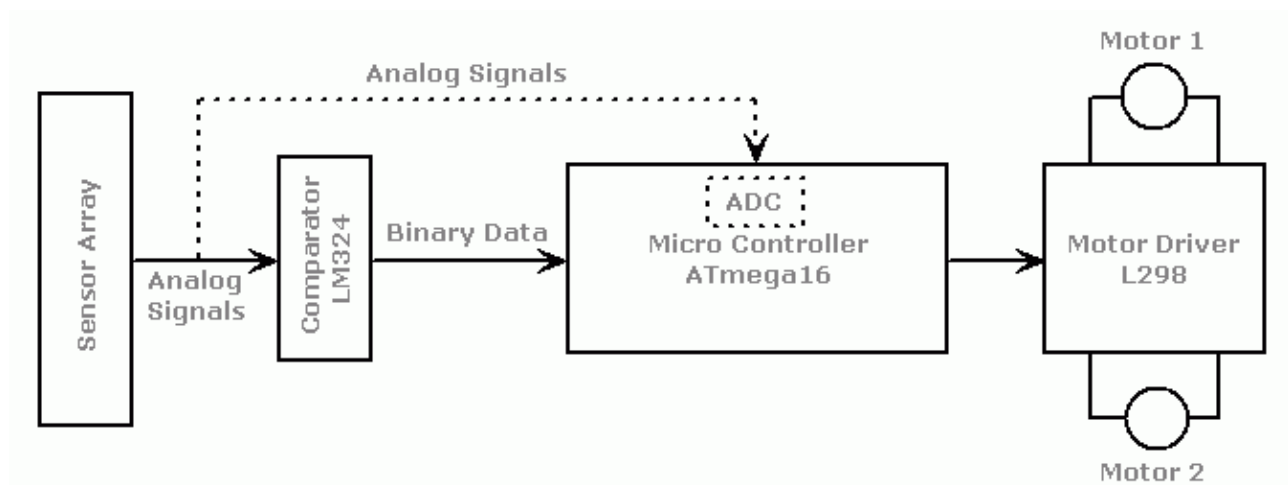 Motor 1
Analog Signals
Sensor Array
Analog
Signals
Comparator
LM324
Binary Data
ADC
Micro Controller
ATmega16
Motor Driver
L298
Motor 2